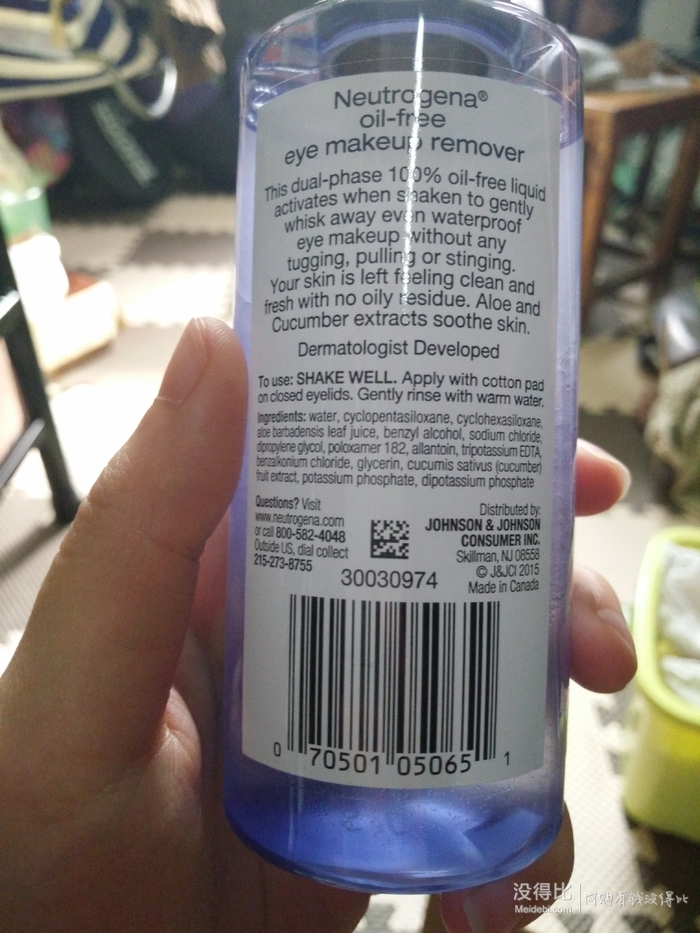 Neutrogena®
oil-free
eye makeup remover
This dual-phase 100% oil-free liquid
activates when shaken to gently
whisk away even waterproof
eye makeup without any
tugging, pulling or stinging.
Your skin is left feeling clean and
fresh with no oily residue. Aloe and
Cucumber extracts soothe skin.
Dermatologist Developed
To use: SHAKE WELL. Apply with cotton pad
on closed eyelids. Gently rinse with warm water.
Ingredients: water, cyclopentasiloxane, cyclohexasiloxane,
aloe barbadensis leaf juice, benzyl alcohol, sodium chloride,
dipropylene glycol, poloxamer 182, allantoin, tripotassium EDTA,
benzalkonium chloride, glycerin, cucumis sativus (cucumber)
fruit extract, potassium phosphate, dipotassium phosphate
Questions? Visit
www.neutrogena.com
or call 800-582-4048
Outside US, dial collect
215-273-8755
Distributed by:
JOHNSON & JOHNSON
CONSUMER INC.
Skillman, NJ 08558
© J&JCI 2015
Made in Canada
30030974
0 70501 05065 1
没得比 网购有钱没得比
Meidebi.com